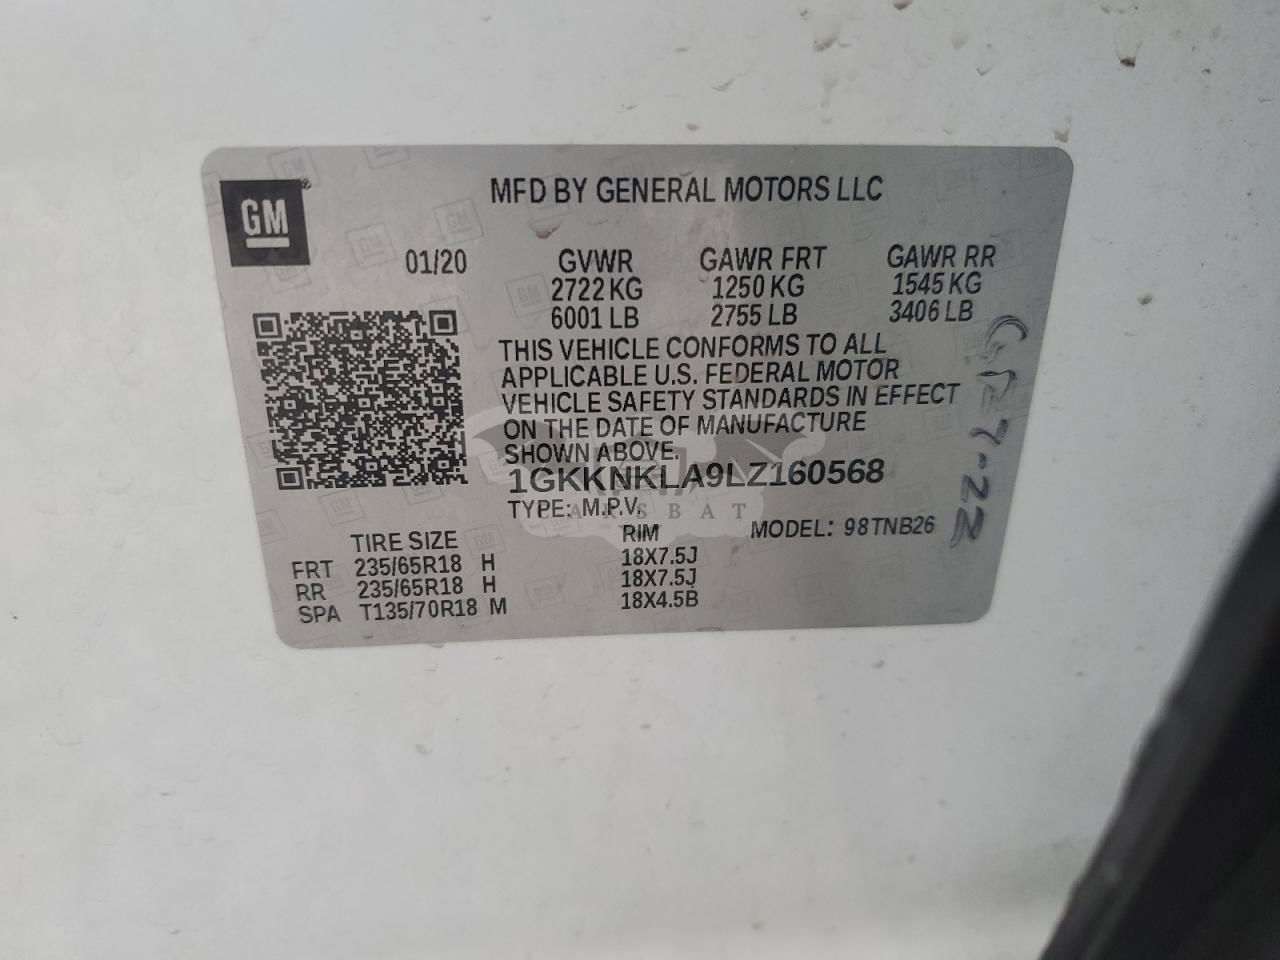 GM
MFD BY GENERAL MOTORS LLC
01/20 GVWR GAWR FRT GAWR RR
2722 KG 1250 KG 1545 KG
6001 LB 2755 LB 3406 LB
THIS VEHICLE CONFORMS TO ALL
APPLICABLE U.S. FEDERAL MOTOR
VEHICLE SAFETY STANDARDS IN EFFECT
ON THE DATE OF MANUFACTURE
SHOWN ABOVE.
1GKKNKLA9LZ160568
TYPE: M.P.V.
CARSBAT
TIRE SIZE RIM MODEL: 98TNB26
FRT 235/65R18 H 18X7.5J
RR 235/65R18 H 18X7.5J
SPA T135/70R18 M 18X4.5B
7-22